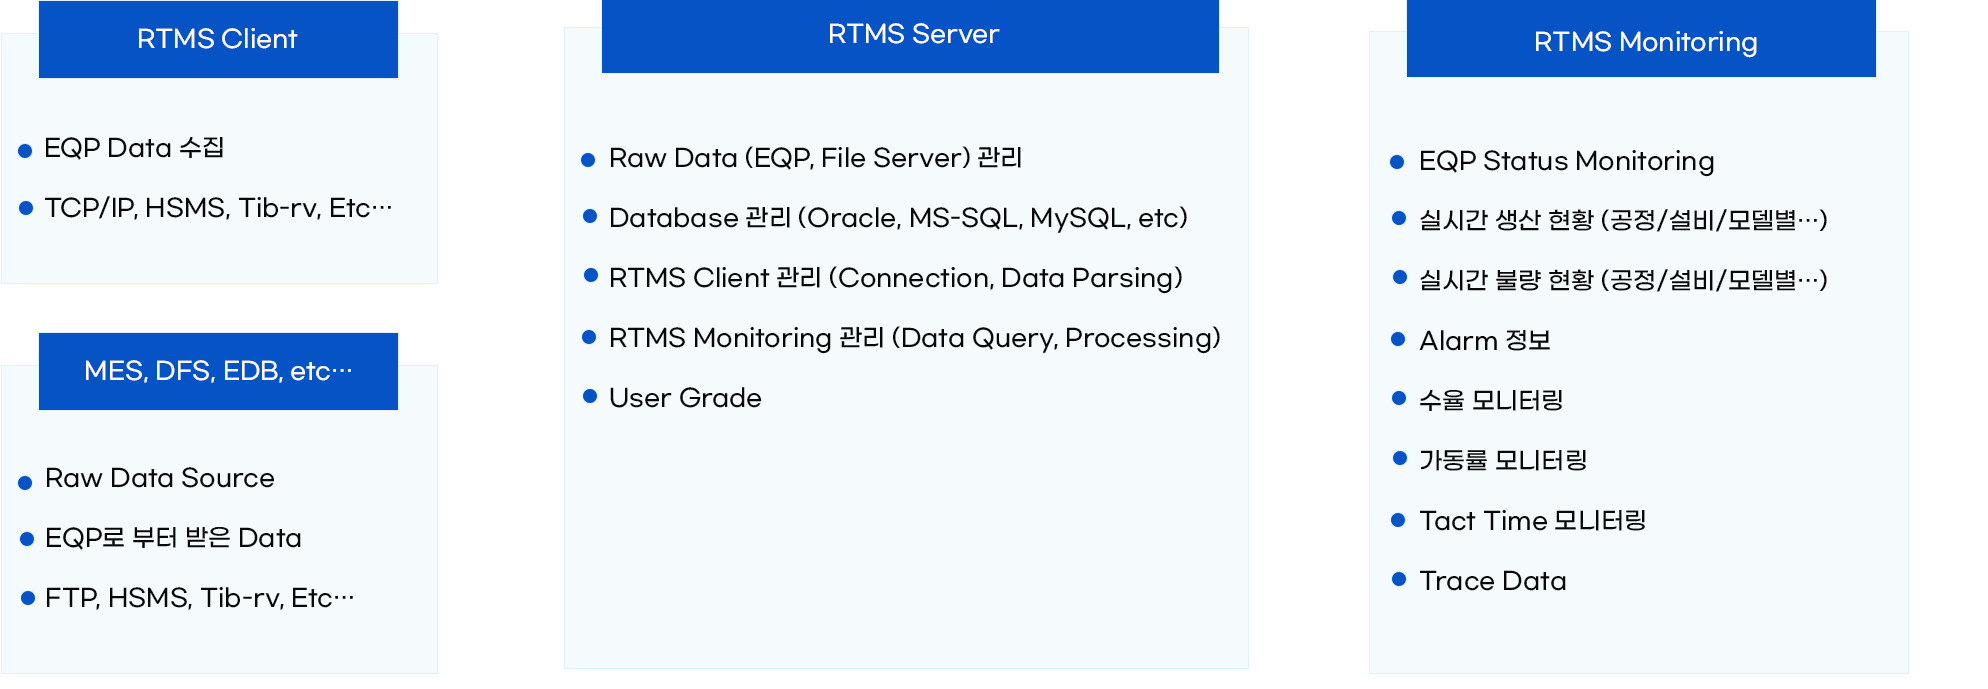 RTMS Client
EQP Data 수집
TCP/IP, HSMS, Tib-rv, Etc…
MES, DFS, EDB, etc…
Raw Data Source
EQP로 부터 받은 Data
FTP, HSMS, Tib-rv, Etc…
RTMS Server
Raw Data (EQP, File Server) 관리
Database 관리 (Oracle, MS-SQL, MySQL, etc)
RTMS Client 관리 (Connection, Data Parsing)
RTMS Monitoring 관리 (Data Query, Processing)
User Grade
RTMS Monitoring
EQP Status Monitoring
실시간 생산 현황 (공정/설비/모델별…)
실시간 불량 현황 (공정/설비/모델별…)
Alarm 정보
수율 모니터링
가동률 모니터링
Tact Time 모니터링
Trace Data